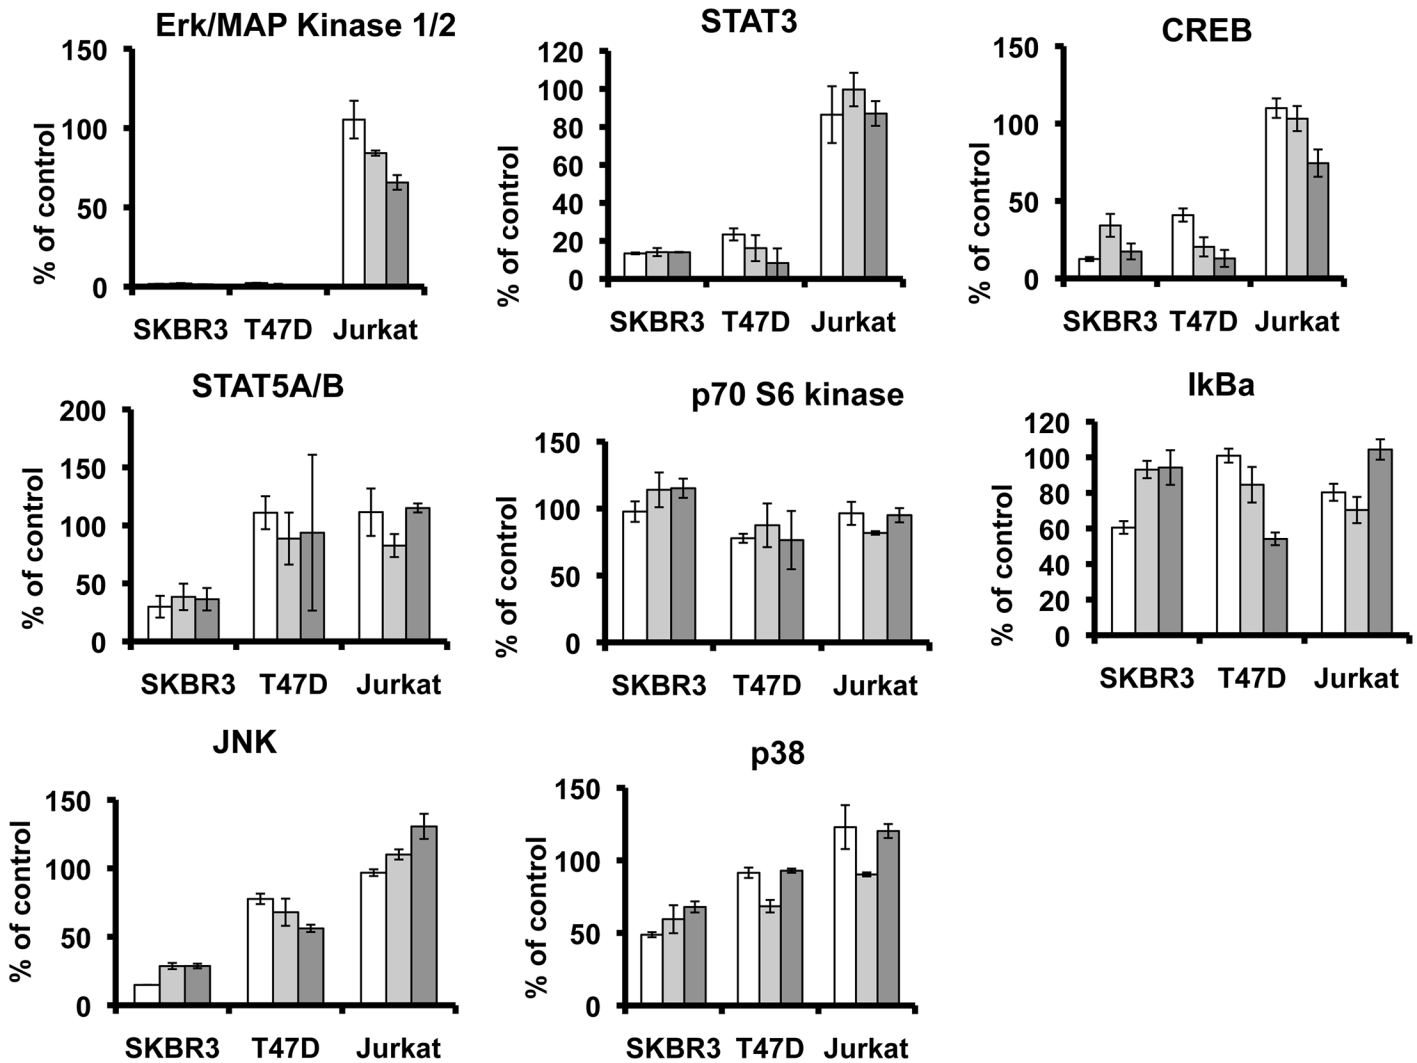 Erk/MAP Kinase 1/2
% of control
150
100
50
0
SKBR3 T47D Jurkat
STAT3
% of control
120
100
80
60
40
20
0
SKBR3 T47D Jurkat
CREB
% of control
150
100
50
0
SKBR3 T47D Jurkat
STAT5A/B
% of control
200
150
100
50
0
SKBR3 T47D Jurkat
p70 S6 kinase
% of control
150
100
50
0
SKBR3 T47D Jurkat
IkBa
% of control
120
100
80
60
40
20
0
SKBR3 T47D Jurkat
JNK
% of control
150
100
50
0
SKBR3 T47D Jurkat
p38
% of control
150
100
50
0
SKBR3 T47D Jurkat